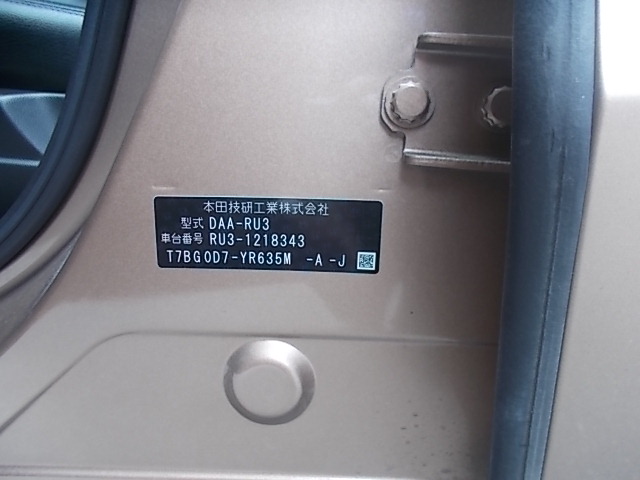 本田技研工業株式会社
型式 DAA-RU3
車台番号 RU3-1218343
T7BG0D7-YR635M -A -J